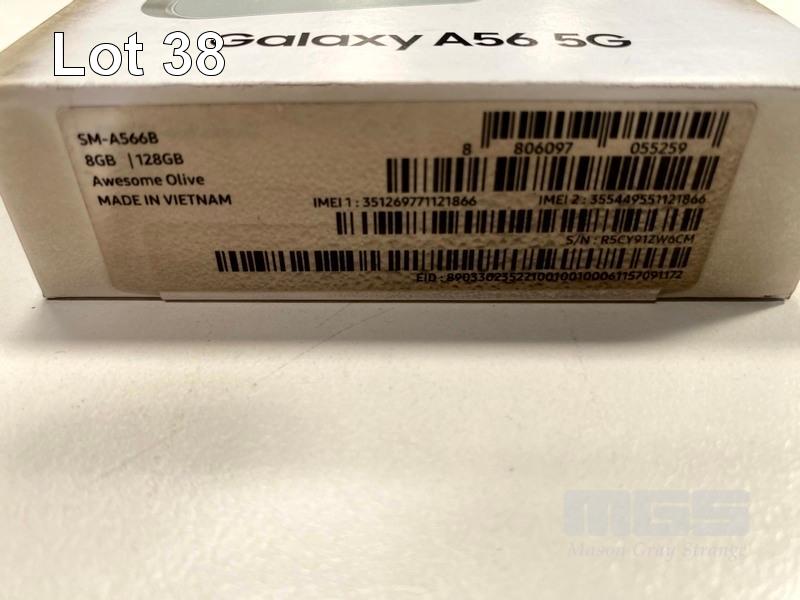 Lot 38
Galaxy A56 5G
SM-A566B
8GB | 128GB
Awesome Olive
MADE IN VIETNAM
8 806097 055259
IMEI 1 : 351269771121866
IMEI 2 : 355449551121866
S/N : R5CY91ZW6CM
EID : 89033023522100100100061157091172
MGS
Mason Gray Strange